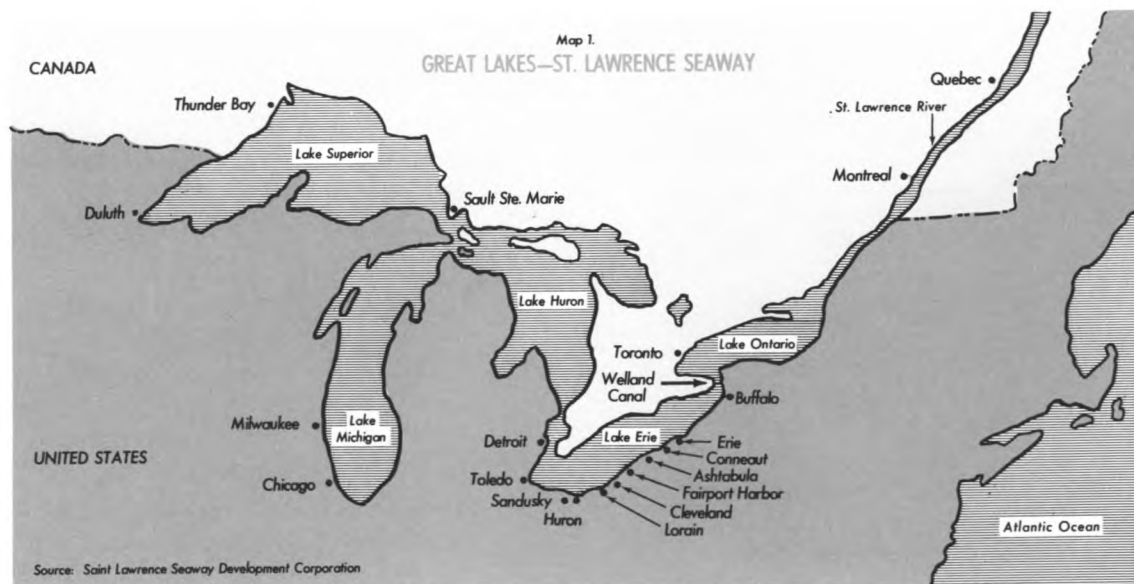 Map 1.
GREAT LAKES—ST. LAWRENCE SEAWAY
CANADA
Thunder Bay
Quebec
St. Lawrence River
Lake Superior
Montreal
Sault Ste. Marie
Duluth
Lake Huron
Toronto
Lake Ontario
Welland
Canal
Buffalo
Milwaukee
Lake
Michigan
Detroit
Lake Erie
Erie
Conneaut
UNITED STATES
Ashtabula
Toledo
Chicago
Fairport Harbor
Sandusky
Cleveland
Huron
Lorain
Atlantic Ocean
Source: Saint Lawrence Seaway Development Corporation